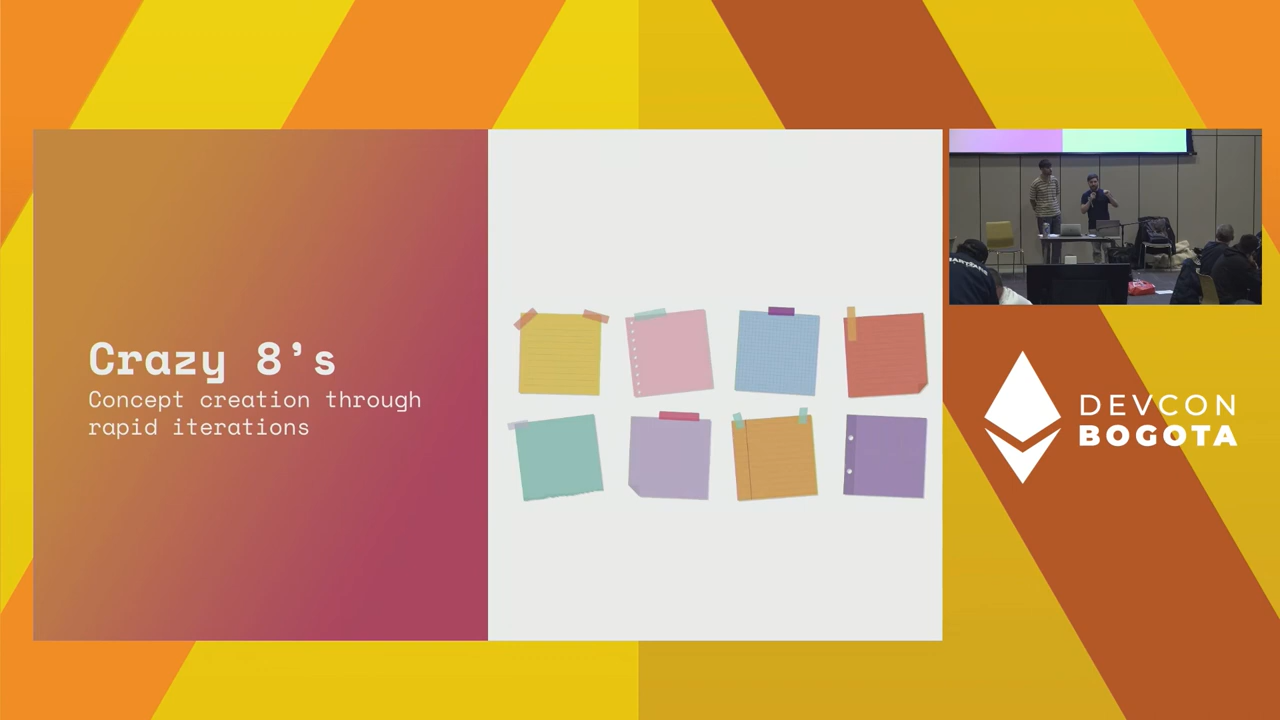 Crazy 8's
Concept creation through
rapid iterations
DEVCON
BOGOTA